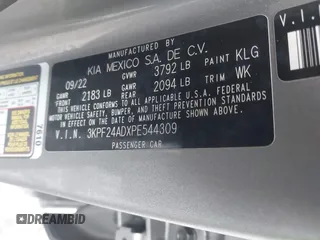 MANUFACTURED BY
KIA MEXICO S.A. DE C.V.
09/22 GVWR 3792 LB PAINT KLG
GAWR FRONT 2183 LB GAWR REAR 2094 LB TRIM WK
THIS VEHICLE CONFORMS TO ALL APPLICABLE U.S. FEDERAL
MOTOR VEHICLE SAFETY, BUMPER, AND THEFT PREVENTION
STANDARDS IN EFFECT ON THE DATE OF MANUFACTURE SHOWN ABOVE.
V.I.N. 3KPF24ADXPE544309
PASSENGER CAR
V.I.N
DREAMBID